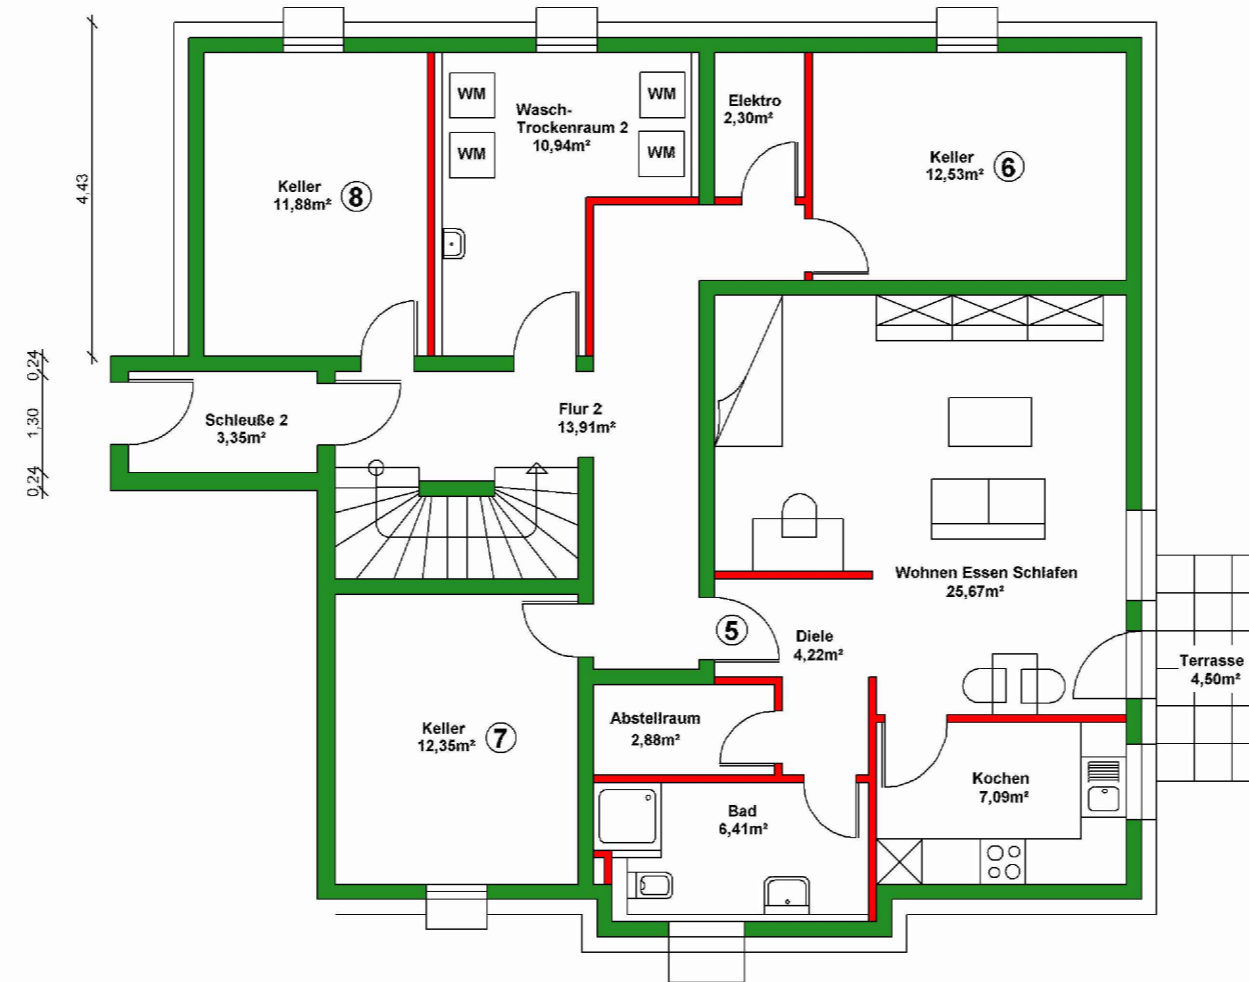 4,43
0,24
1,30
0,24
WM
WM
WM
WM
Wasch-
Trockenraum 2
10,94m²
Elektro
2,30m²
Keller
12,53m²
6
Keller
11,88m²
8
Schleuße 2
3,35m²
Flur 2
13,91m²
Wohnen Essen Schlafen
25,67m²
5
Diele
4,22m²
Terrasse
4,50m²
Keller
12,35m²
7
Abstellraum
2,88m²
Kochen
7,09m²
Bad
6,41m²